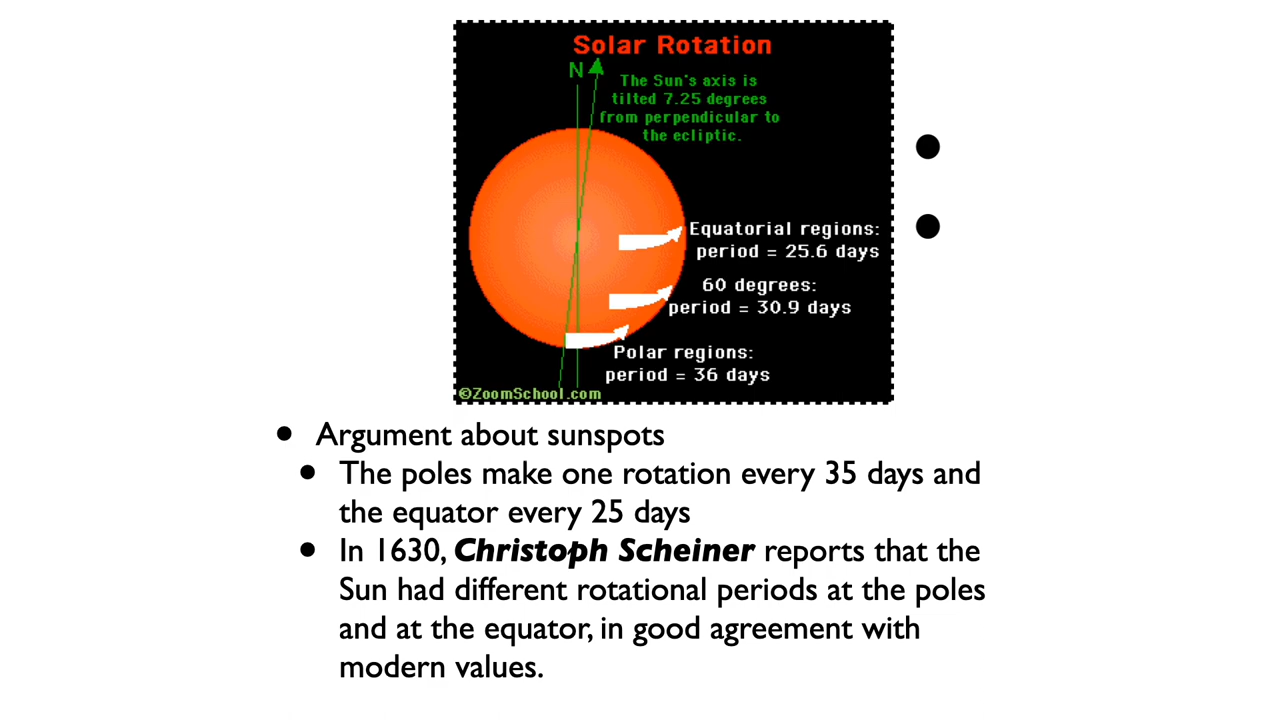 Solar Rotation
N
The Sun's axis is
tilted 7.25 degrees
from perpendicular to
the ecliptic.
Equatorial regions:
period = 25.6 days
60 degrees:
period = 30.9 days
Polar regions:
period = 36 days
©ZoomSchool.com
• Argument about sunspots
• The poles make one rotation every 35 days and
the equator every 25 days
• In 1630, Christoph Scheiner reports that the
Sun had different rotational periods at the poles
and at the equator, in good agreement with
modern values.